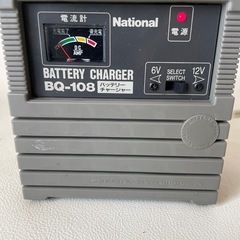 電流計
National
電源
AMP
BATTERY CHARGER
BQ-108 バッテリーチャージャー
6V SELECT SWITCH 12V